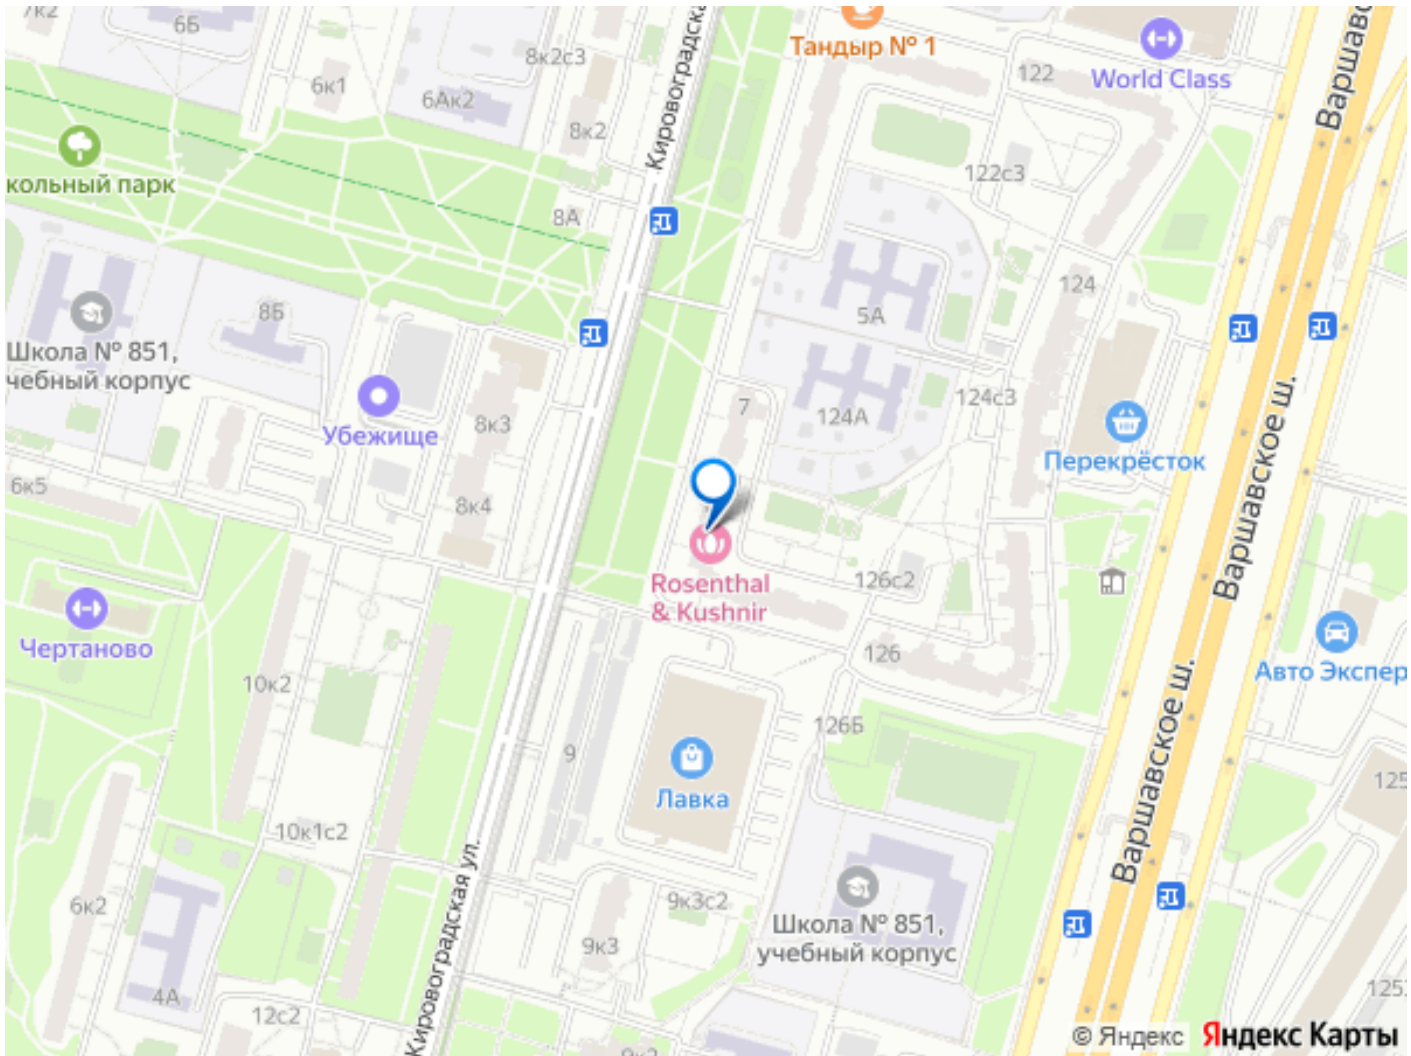 7к2
6Б
8к2с3
Кировоградска
Тандыр № 1
World Class
Варшавс
6к1
6Ак2
8к2
122
122с3
кольный парк
8А
124
8Б
5А
Школа № 851,
чебный корпус
Убежище
8к3
7
124А
124с3
Перекрёсток
Варшавское ш.
6к5
8к4
Rosenthal
& Kushnir
126с2
Чертаново
126
Авто Экспер
10к2
126Б
Варшавское ш.
9
Лавка
125
10к1с2
Кировоградская ул.
6к2
9к3с2
Школа № 851,
учебный корпус
9к3
4А
12с2
125
© Яндекс Яндекс Карты